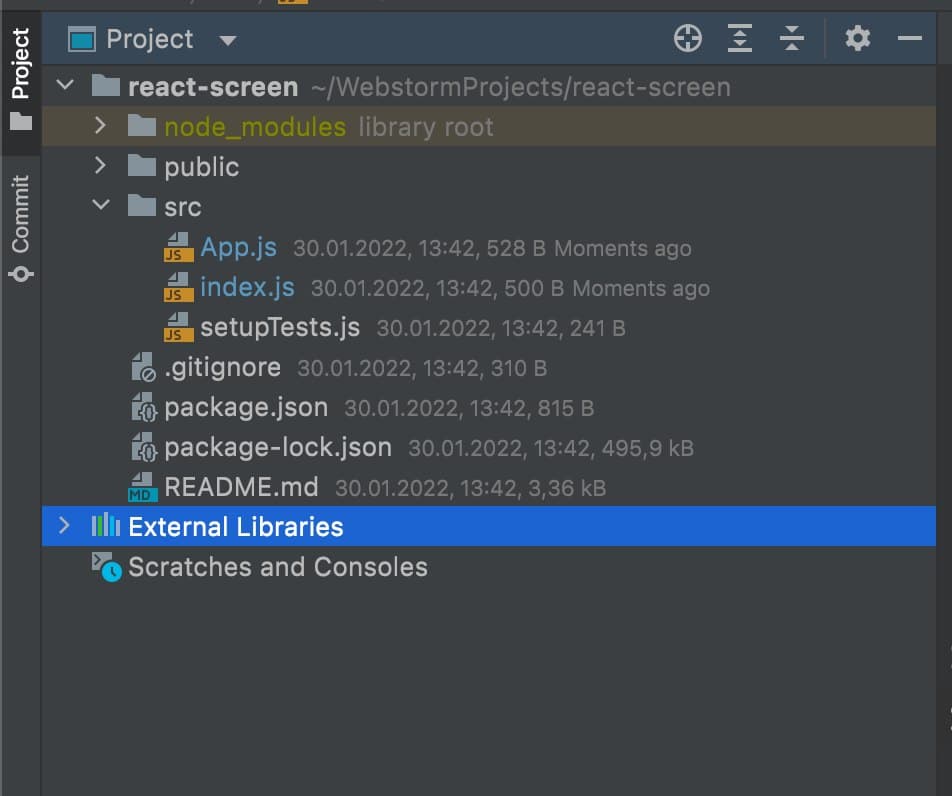 Project
Commit
Project
react-screen ~/WebstormProjects/react-screen
node_modules library root
public
src
JS App.js 30.01.2022, 13:42, 528 B Moments ago
JS index.js 30.01.2022, 13:42, 500 B Moments ago
JS setupTests.js 30.01.2022, 13:42, 241 B
.gitignore 30.01.2022, 13:42, 310 B
package.json 30.01.2022, 13:42, 815 B
package-lock.json 30.01.2022, 13:42, 495,9 kB
MD README.md 30.01.2022, 13:42, 3,36 kB
External Libraries
Scratches and Consoles